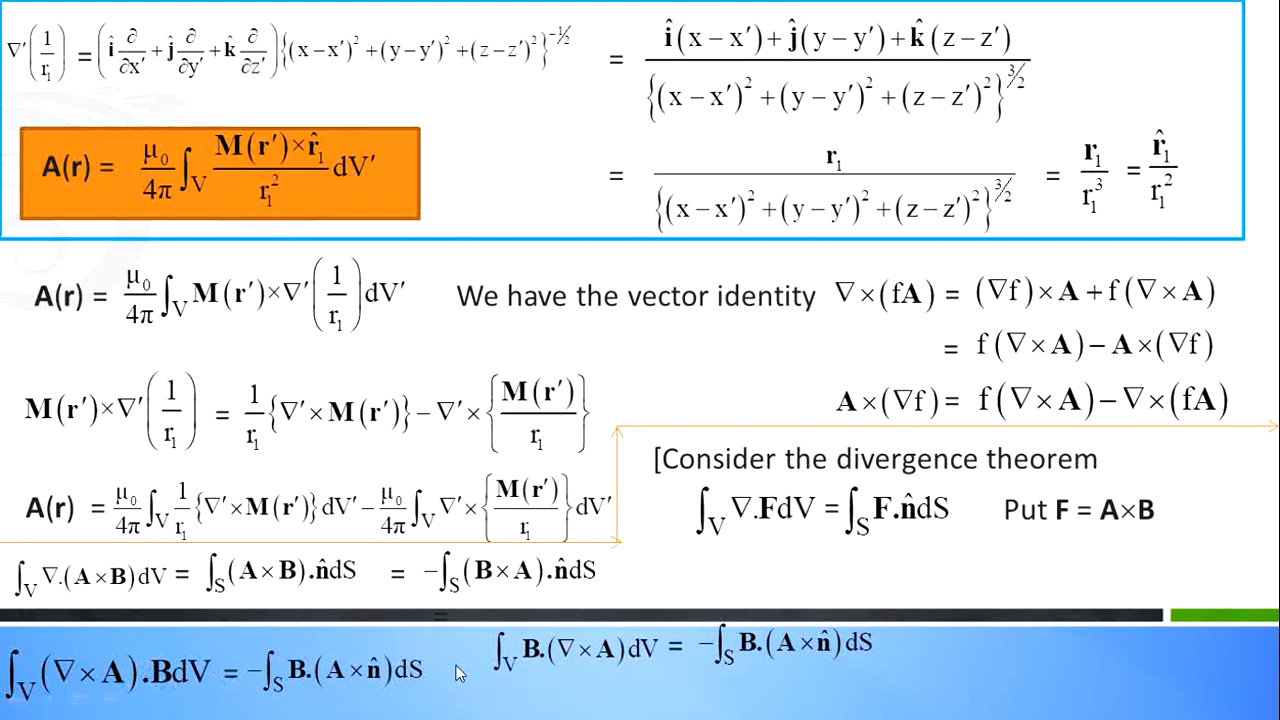 ∇′(1/r₁) = (î ∂/∂x′ + ĵ ∂/∂y′ + k̂ ∂/∂z′){(x−x′)² + (y−y′)² + (z−z′)²}^(−1/2) = [î(x−x′) + ĵ(y−y′) + k̂(z−z′)] / {(x−x′)² + (y−y′)² + (z−z′)²}^(3/2)
A(r) = μ₀/4π ∫_V M(r′)×r̂₁/r₁² dV′
= r₁ / {(x−x′)² + (y−y′)² + (z−z′)²}^(3/2) = r₁/r₁³ = r̂₁/r₁²
A(r) = μ₀/4π ∫_V M(r′)×∇′(1/r₁)dV′
We have the vector identity ∇×(fA) = (∇f)×A + f(∇×A)
= f(∇×A) − A×(∇f)
M(r′)×∇′(1/r₁) = 1/r₁{∇′×M(r′)} − ∇′×{M(r′)/r₁}
A×(∇f) = f(∇×A) − ∇×(fA)
A(r) = μ₀/4π ∫_V 1/r₁{∇′×M(r′)}dV′ − μ₀/4π ∫_V ∇′×{M(r′)/r₁}dV′
[Consider the divergence theorem
∫_V ∇.FdV = ∫_S F.n̂dS Put F = A×B
∫_V ∇.(A×B)dV = ∫_S (A×B).n̂dS = −∫_S (B×A).n̂dS
=
∫_V (∇×A).BdV = −∫_S B.(A×n̂)dS
∫_V B.(∇×A)dV = −∫_S B.(A×n̂)dS